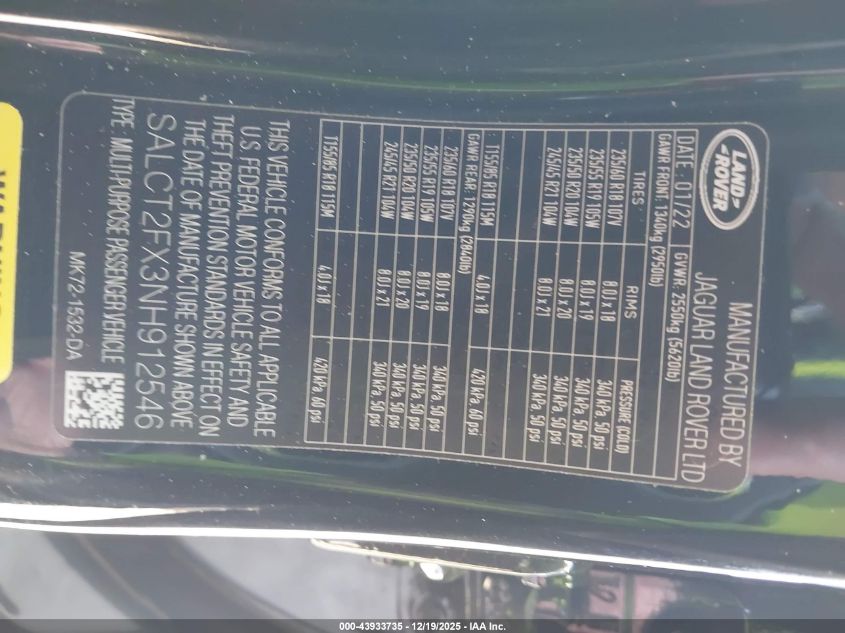 LAND
ROVER
MANUFACTURED BY
JAGUAR LAND ROVER LTD
DATE: 01/22 GVWR: 2550kg (5620lb)
GAWR FRONT: 1340kg (2950lb)
TIRES RIMS PRESSURE (COLD)
235/60 R18 107V 8.0J x 18 340 kPa, 50 psi
235/55 R19 105W 8.0J x 19 340 kPa, 50 psi
235/50 R20 104W 8.0J x 20 340 kPa, 50 psi
245/45 R21 104W 8.0J x 21 340 kPa, 50 psi
T155/85 R18 115M 4.0J x 18 420 kPa, 60 psi
GAWR REAR: 1290kg (2840lb)
235/60 R18 107V 8.0J x 18 340 kPa, 50 psi
235/55 R19 105W 8.0J x 19 340 kPa, 50 psi
235/50 R20 104W 8.0J x 20 340 kPa, 50 psi
245/45 R21 104W 8.0J x 21 340 kPa, 50 psi
T155/85 R18 115M 4.0J x 18 420 kPa, 60 psi
THIS VEHICLE CONFORMS TO ALL APPLICABLE
U.S. FEDERAL MOTOR VEHICLE SAFETY AND
THEFT PREVENTION STANDARDS IN EFFECT ON
THE DATE OF MANUFACTURE SHOWN ABOVE
SALCT2FX3NH912546
TYPE: MULTI-PURPOSE PASSENGER VEHICLE
MK72-1532-DA
000-43933735 - 12/19/2025 - IAA Inc.